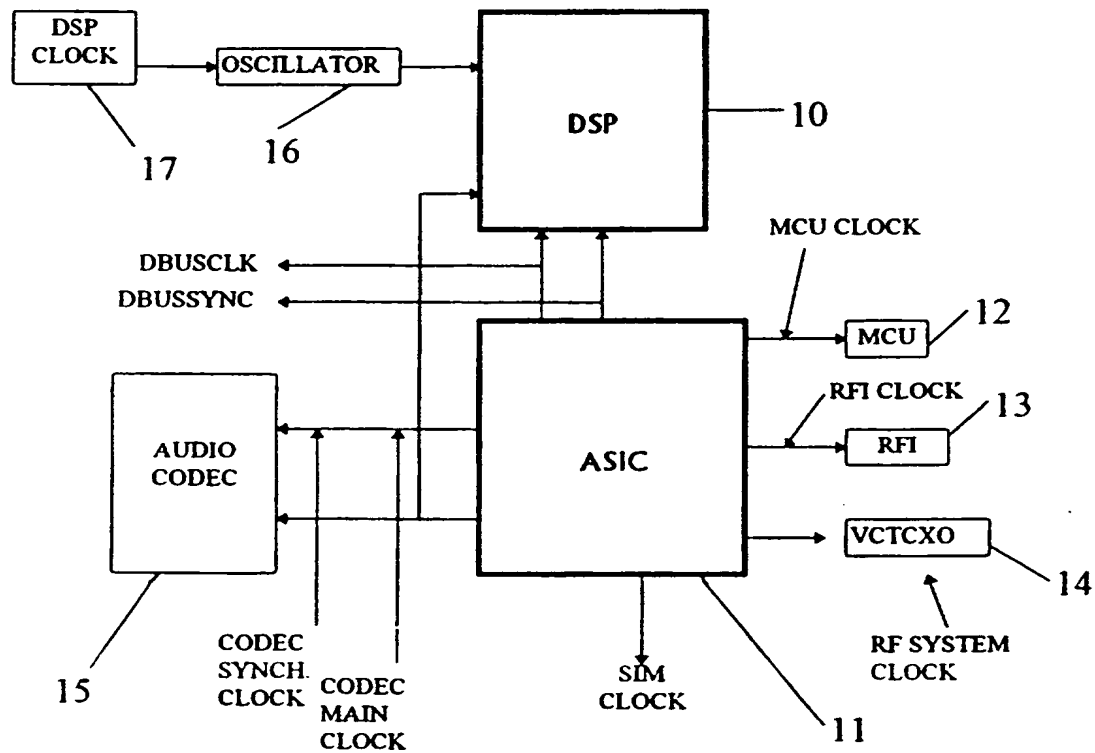 DSP
CLOCK
OSCILLATOR
DSP
10
17
16
MCU CLOCK
DBUSCLK
DBUSSYNC
MCU
12
RFI CLOCK
13
AUDIO
CODEC
ASIC
RFI
VCTCXO
14
15
CODEC
SYNCH.
CLOCK
CODEC
MAIN
CLOCK
SIM
CLOCK
11
RF SYSTEM
CLOCK